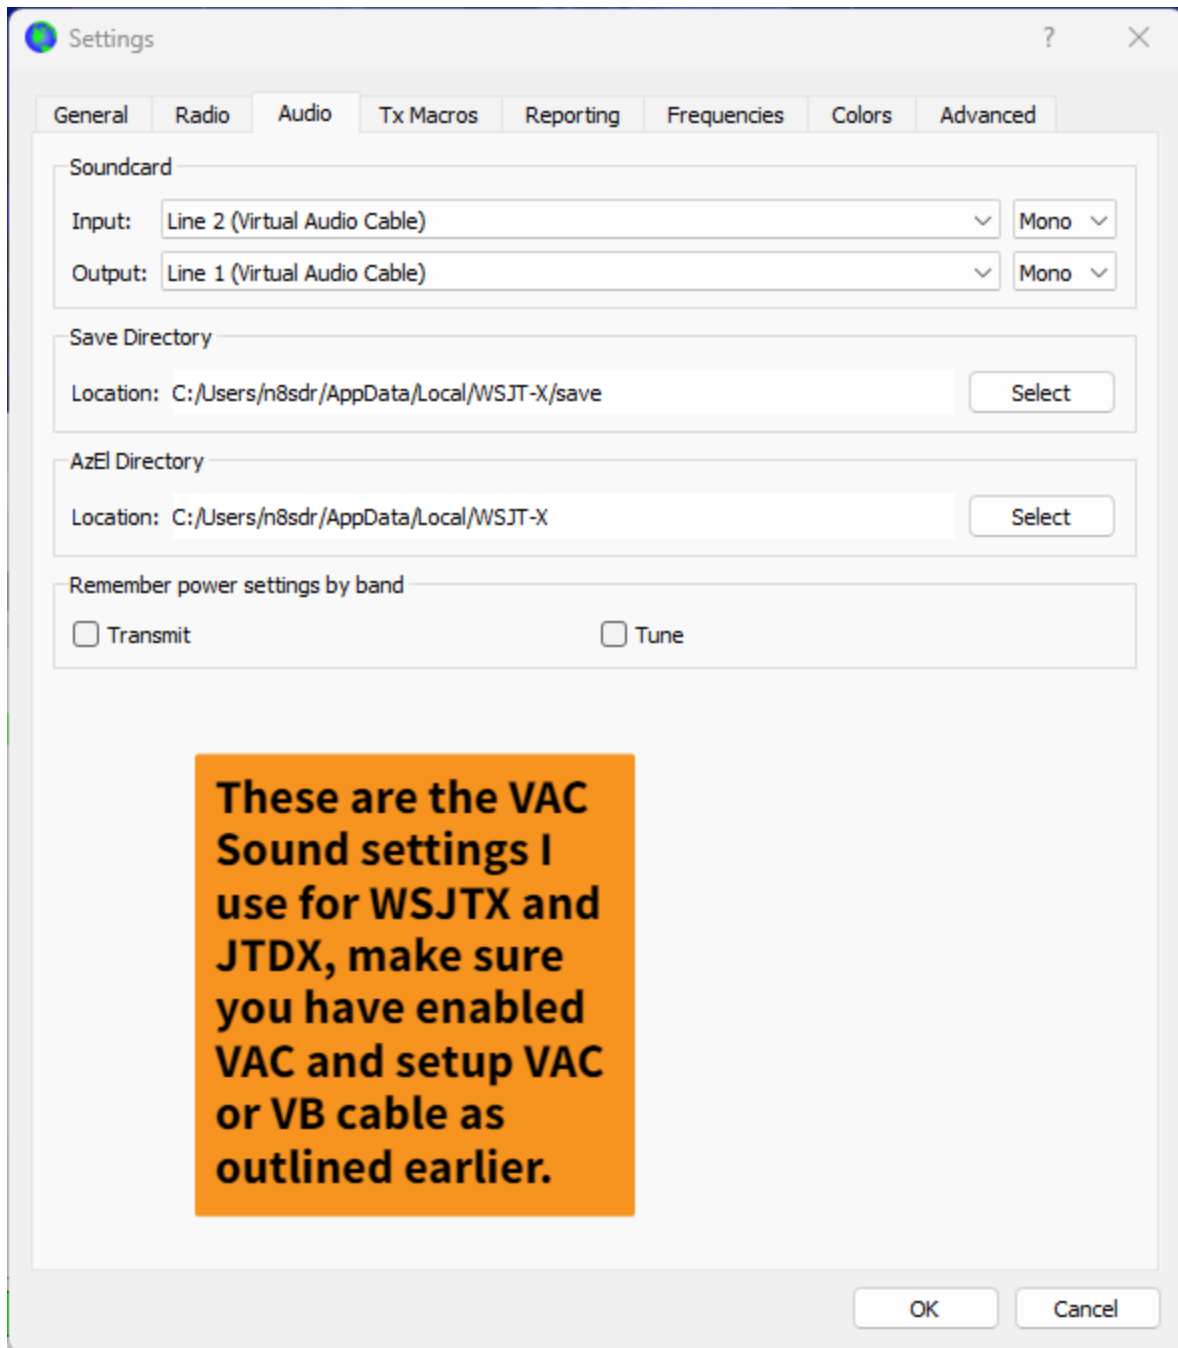 Settings ?
General Radio Audio Tx Macros Reporting Frequencies Colors Advanced
Soundcard
Input: Line 2 (Virtual Audio Cable) Mono
Output: Line 1 (Virtual Audio Cable) Mono
Save Directory
Location: C:/Users/n8sdr/AppData/Local/WSJT-X/save Select
AzEl Directory
Location: C:/Users/n8sdr/AppData/Local/WSJT-X Select
Remember power settings by band
Transmit Tune
These are the VAC
Sound settings I
use for WSJTX and
JTDX, make sure
you have enabled
VAC and setup VAC
or VB cable as
outlined earlier.
OK Cancel